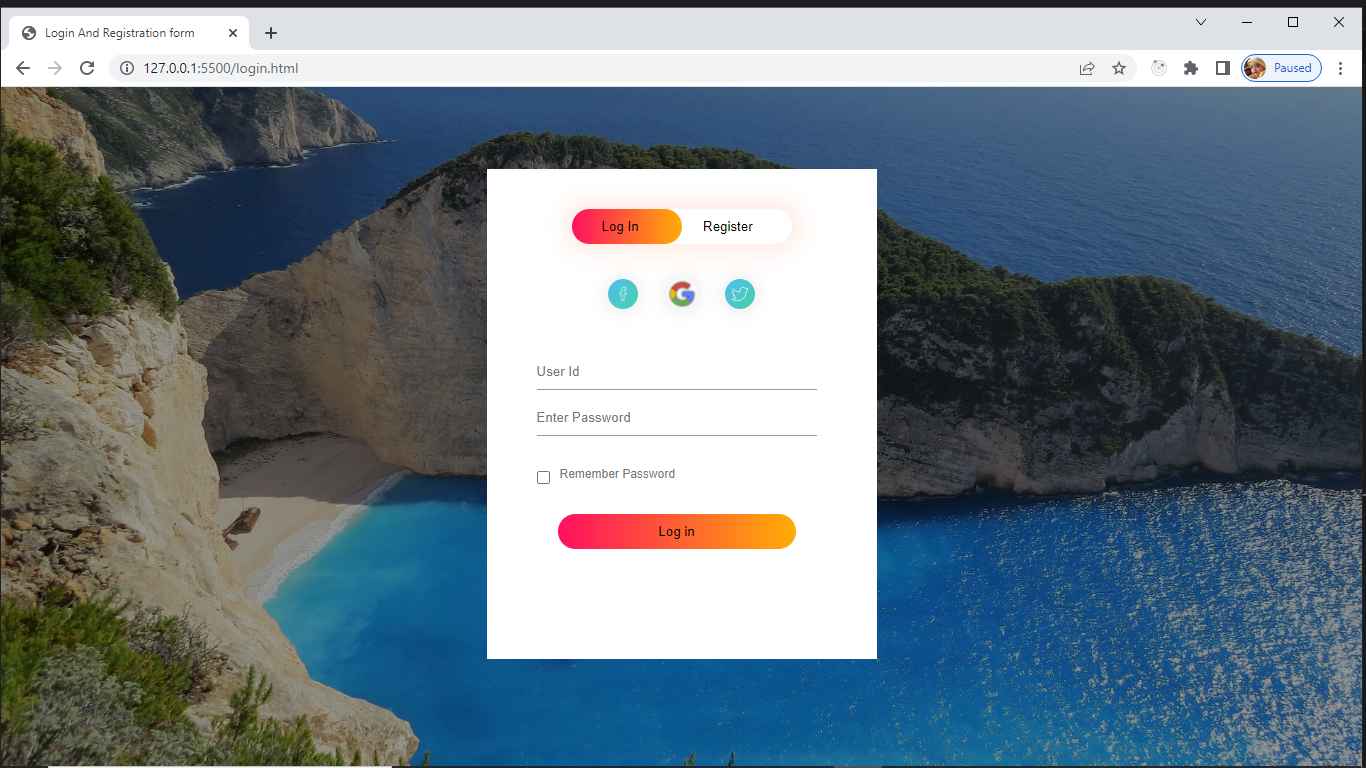 Login And Registration form
127.0.0.1:5500/login.html
Paused
Log In
Register
User Id
Enter Password
Remember Password
Log in